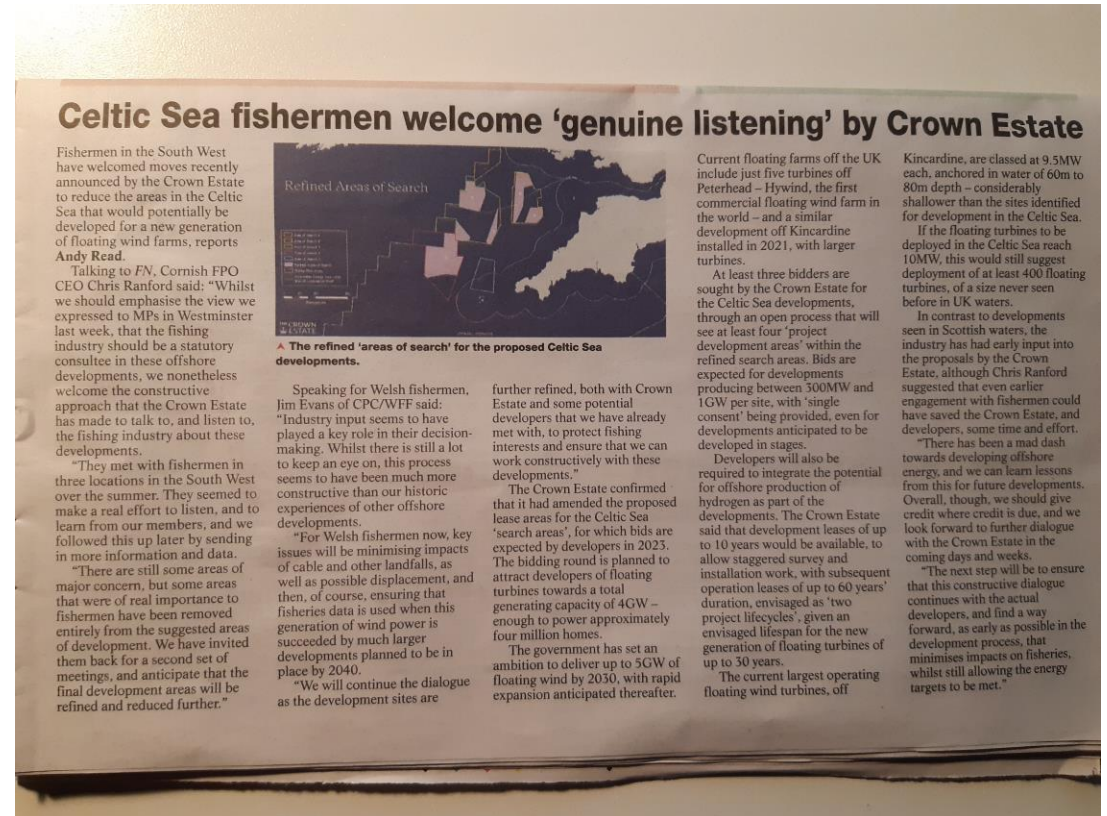 Celtic Sea fishermen welcome ‘genuine listening’ by Crown Estate
Fishermen in the South West
have welcomed moves recently
announced by the Crown Estate
to reduce the areas in the Celtic
Sea that would potentially be
developed for a new generation
of floating wind farms, reports
Andy Read.
Talking to FN, Cornish FPO
CEO Chris Ranford said: “Whilst
we should emphasise the view we
expressed to MPs in Westminster
last week, that the fishing
industry should be a statutory
consultee in these offshore
developments, we nonetheless
welcome the constructive
approach that the Crown Estate
has made to talk to, and listen to,
the fishing industry about these
developments.
“They met with fishermen in
three locations in the South West
over the summer. They seemed to
make a real effort to listen, and to
learn from our members, and we
followed this up later by sending
in more information and data.
“There are still some areas of
major concern, but some areas
that were of real importance to
fishermen have been removed
entirely from the suggested areas
of development. We have invited
them back for a second set of
meetings, and anticipate that the
final development areas will be
refined and reduced further.”
Refined Areas of Search
THE CROWN
ESTATE
The refined ‘areas of search’ for the proposed Celtic Sea
developments.
Speaking for Welsh fishermen,
Jim Evans of CPC/WFF said:
“Industry input seems to have
played a key role in their decision-
making. Whilst there is still a lot
to keep an eye on, this process
seems to have been much more
constructive than our historic
experiences of other offshore
developments.
“For Welsh fishermen now, key
issues will be minimising impacts
of cable and other landfalls, as
well as possible displacement, and
then, of course, ensuring that
fisheries data is used when this
generation of wind power is
succeeded by much larger
developments planned to be in
place by 2040.
“We will continue the dialogue
as the development sites are
further refined, both with Crown
Estate and some potential
developers that we have already
met with, to protect fishing
interests and ensure that we can
work constructively with these
developments.”
The Crown Estate confirmed
that it had amended the proposed
lease areas for the Celtic Sea
‘search areas’, for which bids are
expected by developers in 2023.
The bidding round is planned to
attract developers of floating
turbines towards a total
generating capacity of 4GW –
enough to power approximately
four million homes.
The government has set an
ambition to deliver up to 5GW of
floating wind by 2030, with rapid
expansion anticipated thereafter.
Current floating farms off the UK
include just five turbines off
Peterhead – Hywind, the first
commercial floating wind farm in
the world – and a similar
development off Kincardine
installed in 2021, with larger
turbines.
At least three bidders are
sought by the Crown Estate for
the Celtic Sea developments,
through an open process that will
see at least four ‘project
development areas’ within the
refined search areas. Bids are
expected for developments
producing between 300MW and
1GW per site, with ‘single
consent’ being provided, even for
developments anticipated to be
developed in stages.
Developers will also be
required to integrate the potential
for offshore production of
hydrogen as part of the
developments. The Crown Estate
said that development leases of up
to 10 years would be available, to
allow staggered survey and
installation work, with subsequent
operation leases of up to 60 years’
duration, envisaged as ‘two
project lifecycles’, given an
envisaged lifespan for the new
generation of floating turbines of
up to 30 years.
The current largest operating
floating wind turbines, off
Kincardine, are classed at 9.5MW
each, anchored in water of 60m to
80m depth – considerably
shallower than the sites identified
for development in the Celtic Sea.
If the floating turbines to be
deployed in the Celtic Sea reach
10MW, this would still suggest
deployment of at least 400 floating
turbines, of a size never seen
before in UK waters.
In contrast to developments
seen in Scottish waters, the
industry has had early input into
the proposals by the Crown
Estate, although Chris Ranford
suggested that even earlier
engagement with fishermen could
have saved the Crown Estate, and
developers, some time and effort.
“There has been a mad dash
towards developing offshore
energy, and we can learn lessons
from this for future developments.
Overall, though, we should give
credit where credit is due, and we
look forward to further dialogue
with the Crown Estate in the
coming days and weeks.
“The next step will be to ensure
that this constructive dialogue
continues with the actual
developers, and find a way
forward, as early as possible in the
development process, that
minimises impacts on fisheries,
whilst still allowing the energy
targets to be met.”